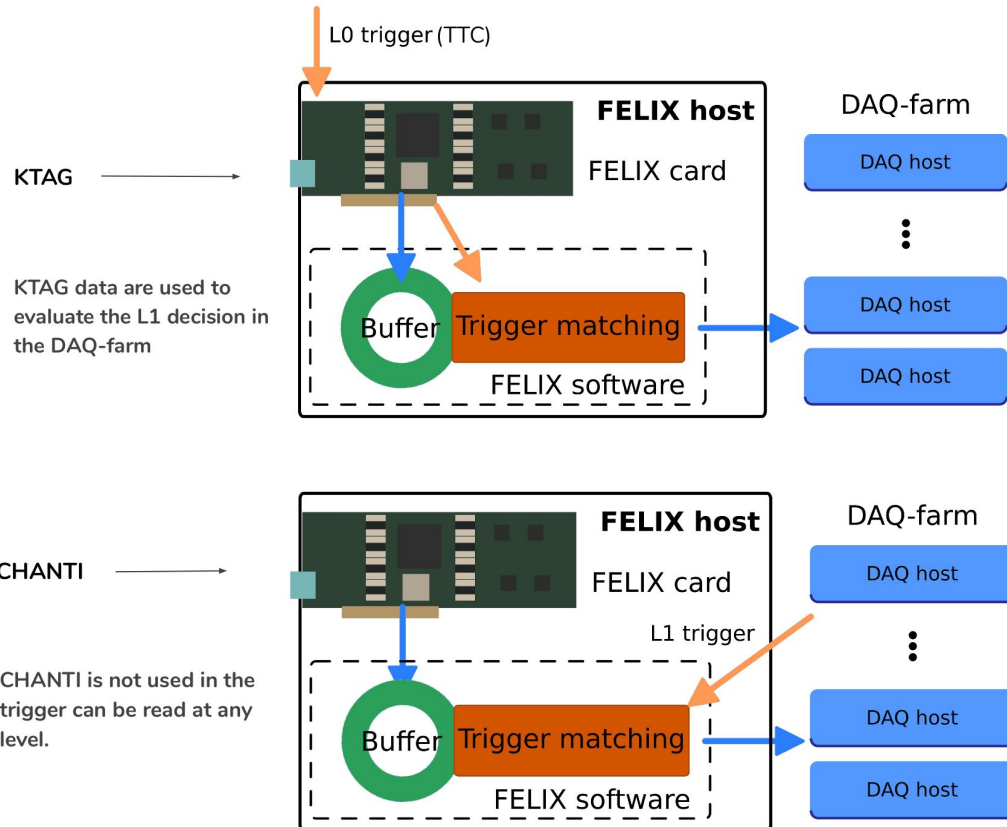 L0 trigger (TTC)
FELIX host
DAQ-farm
FELIX card
DAQ host
KTAG
KTAG data are used to
evaluate the L1 decision in
the DAQ-farm
Buffer
Trigger matching
DAQ host
FELIX software
DAQ host
FELIX host
DAQ-farm
FELIX card
DAQ host
CHANTI
L1 trigger
CHANTI is not used in the
trigger can be read at any
level.
Buffer
Trigger matching
DAQ host
FELIX software
DAQ host